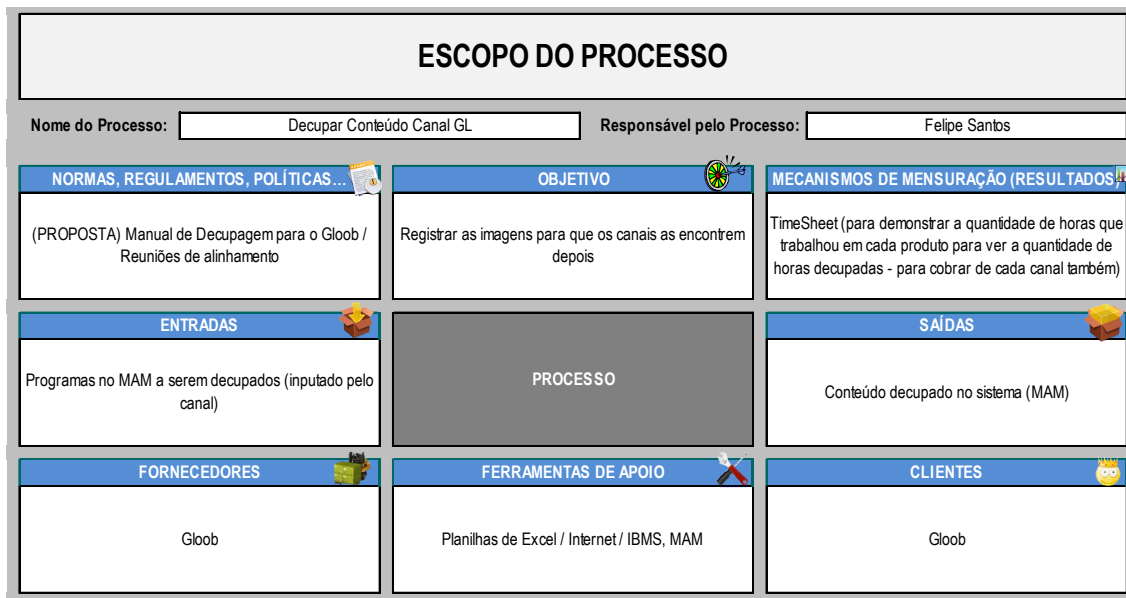 ESCOPO DO PROCESSO
Nome do Processo: Decupar Conteúdo Canal GL Responsável pelo Processo: Felipe Santos
NORMAS, REGULAMENTOS, POLÍTICAS...
(PROPOSTA) Manual de Decupagem para o Gloob /
Reuniões de alinhamento
OBJETIVO
Registrar as imagens para que os canais as encontrem
depois
MECANISMOS DE MENSURAÇÃO (RESULTADOS)
TimeSheet (para demonstrar a quantidade de horas que
trabalhou em cada produto para ver a quantidade de
horas decupadas - para cobrar de cada canal também)
ENTRADAS
Programas no MAM a serem decupados (inputado pelo
canal)
PROCESSO
SAÍDAS
Conteúdo decupado no sistema (MAM)
FORNECEDORES
Gloob
FERRAMENTAS DE APOIO
Planilhas de Excel / Internet / IBMS, MAM
CLIENTES
Gloob